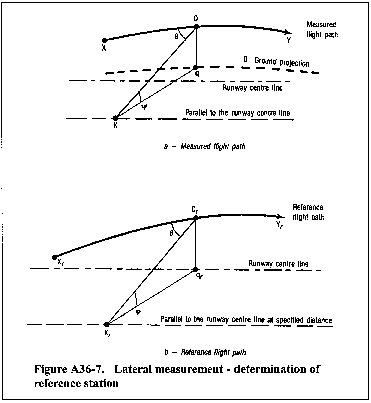 Q
Measured
flight path
θ
X
Y
Ground projection
Q
Runway centre line
ψ
Parallel to the runway centre line
K
a – Measured flight path
Reference
flight path
θ
Xr
Yr
Runway centre line
Parallel to the runway centre line at specified distance
Kr
b – Reference flight path
Figure A36-7. Lateral measurement - determination of
reference station